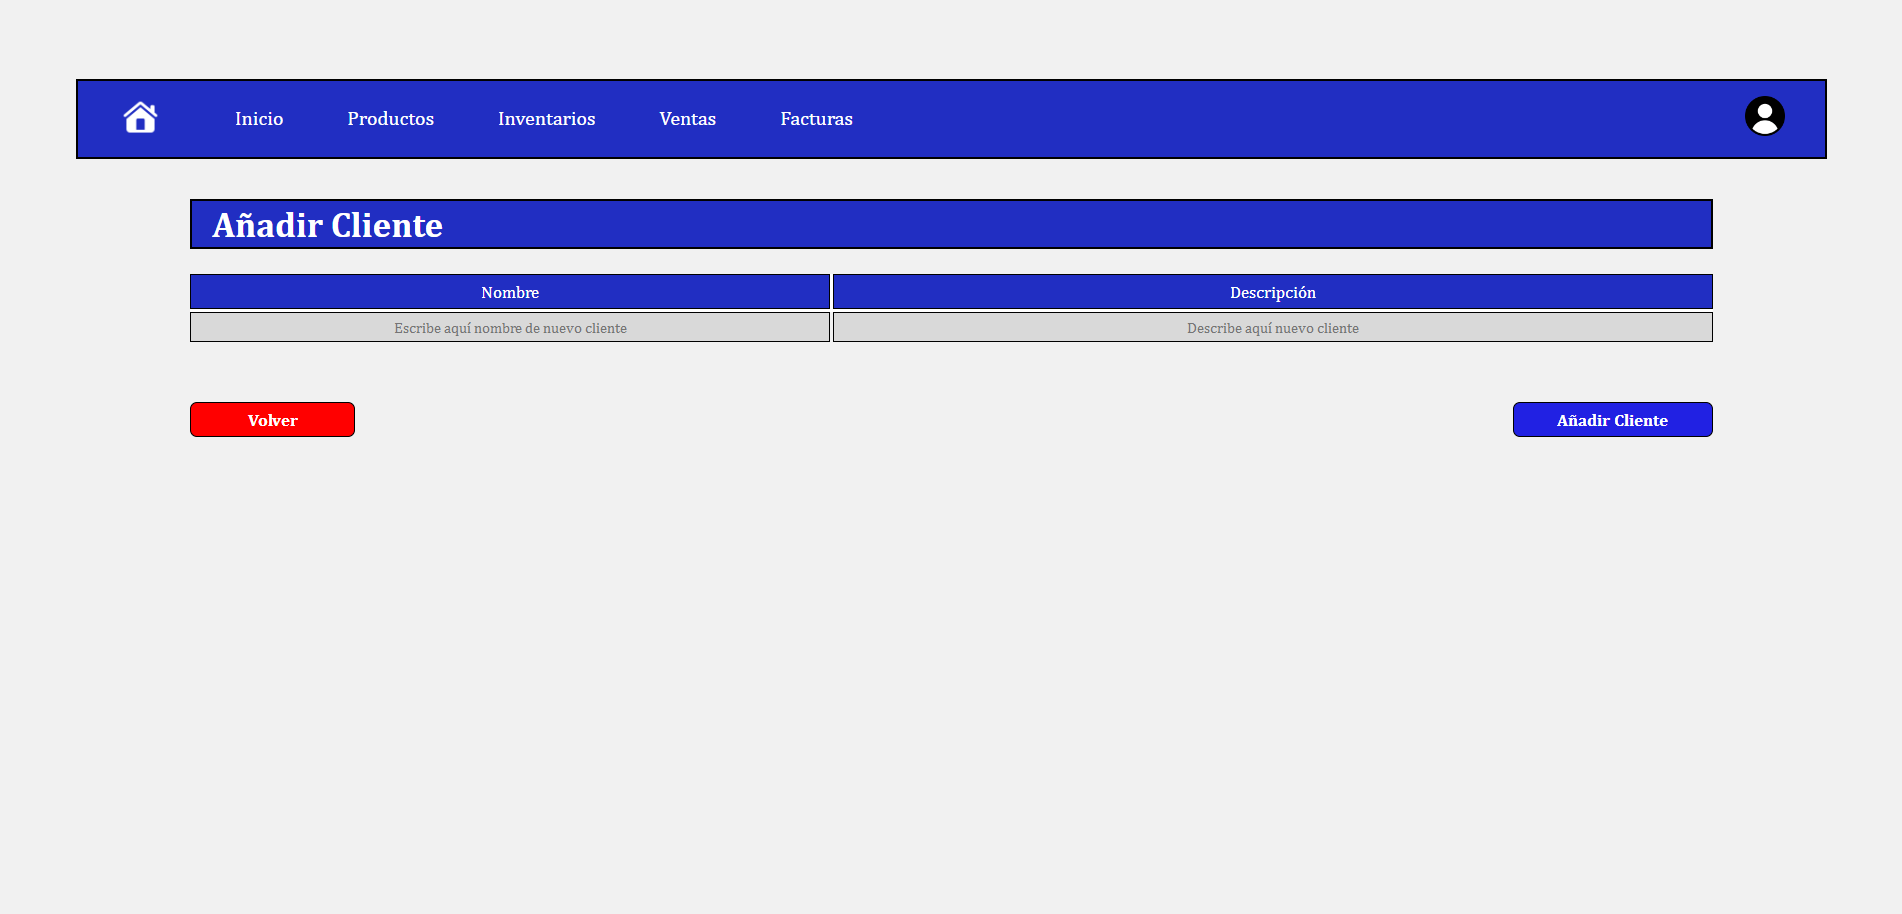 Inicio Productos Inventarios Ventas Facturas
Añadir Cliente
Nombre Descripción
Escribe aquí nombre de nuevo cliente Describe aquí nuevo cliente
Volver Añadir Cliente